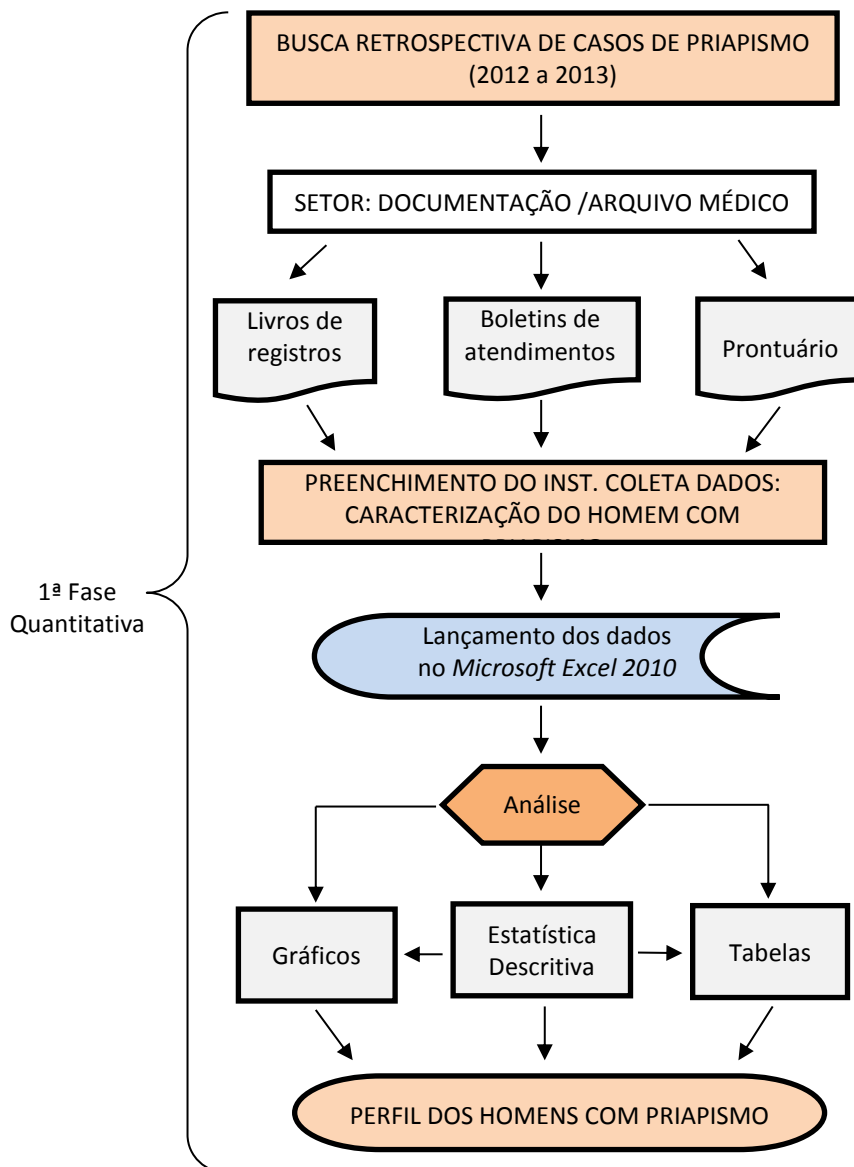 BUSCA RETROSPECTIVA DE CASOS DE PRIAPISMO
(2012 a 2013)
SETOR: DOCUMENTAÇÃO /ARQUIVO MÉDICO
Livros de
registros
Boletins de
atendimentos
Prontuário
PREENCHIMENTO DO INST. COLETA DADOS:
CARACTERIZAÇÃO DO HOMEM COM
1ª Fase
Quantitativa
Lançamento dos dados
no Microsoft Excel 2010
Análise
Gráficos
Estatística
Descritiva
Tabelas
PERFIL DOS HOMENS COM PRIAPISMO